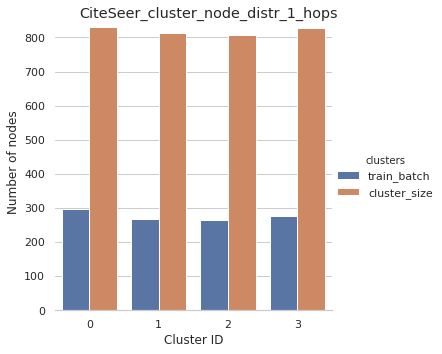 CiteSeer_cluster_node_distr_1_hops
Number of nodes
800
700
600
500
400
300
200
100
0
0 1 2 3
Cluster ID
clusters
train_batch
cluster_size